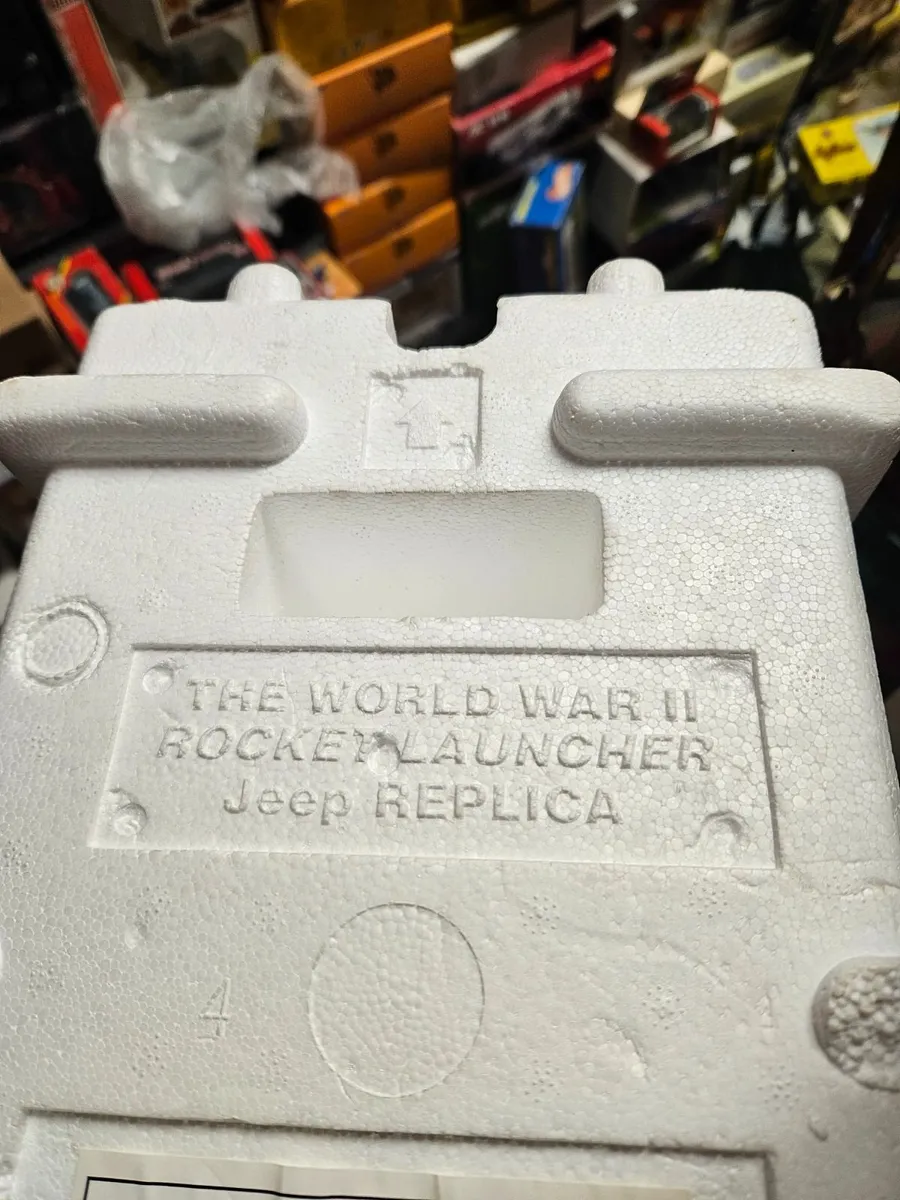 THE WORLD WAR II
ROCKET LAUNCHER
Jeep REPLICA
4